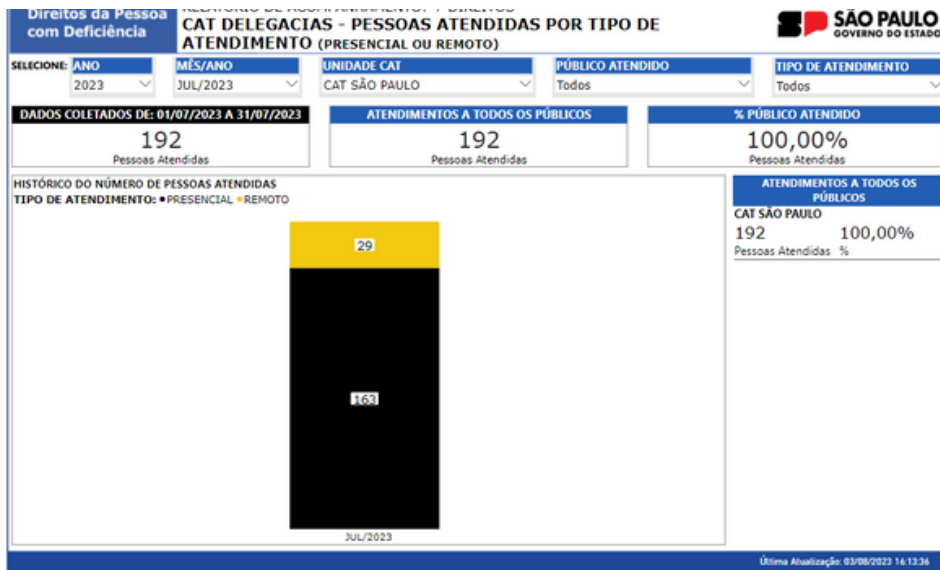 Direitos da Pessoa
com Deficiência
CAT DELEGACIAS - PESSOAS ATENDIDAS POR TIPO DE
ATENDIMENTO (PRESENCIAL OU REMOTO)
SÃO PAULO
GOVERNO DO ESTADO
SELECIONE: ANO MÊS/ANO UNIDADE CAT PÚBLICO ATENDIDO TIPO DE ATENDIMENTO
2023 JUL/2023 CAT SÃO PAULO Todos Todos
DADOS COLETADOS DE: 01/07/2023 A 31/07/2023
192
Pessoas Atendidas
ATENDIMENTOS A TODOS OS PÚBLICOS
192
Pessoas Atendidas
% PÚBLICO ATENDIDO
100,00%
Pessoas Atendidas
HISTÓRICO DO NÚMERO DE PESSOAS ATENDIDAS
TIPO DE ATENDIMENTO: PRESENCIAL REMOTO
29
163
JUL/2023
ATENDIMENTOS A TODOS OS
PÚBLICOS
CAT SÃO PAULO
192 100,00%
Pessoas Atendidas %
Última Atualização: 03/08/2023 16:13:36